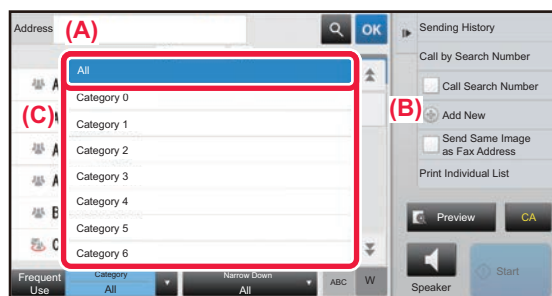 Address
(A)
OK
Sending History
Call by Search Number
Call Search Number
(B)
Add New
Send Same Image
as Fax Address
Print Individual List
All
A
(C)
Category 0
Category 1
A
Category 2
A
Category 3
Category 4
B
Category 5
C
Category 6
Preview
CA
Frequent
Use
Category
All
Narrow Down
All
ABC
W
Speaker
Start